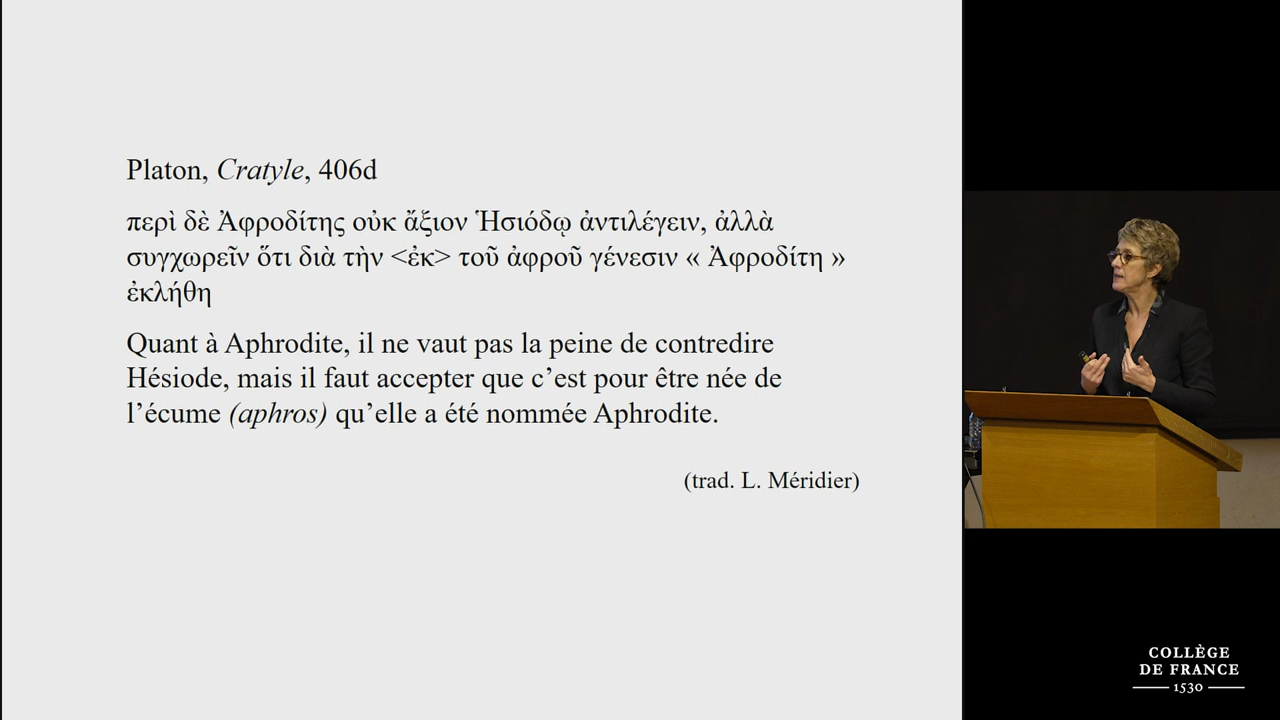 Platon, Cratyle, 406d
περὶ δὲ Ἀφροδίτης οὐκ ἄξιον Ἡσιόδῳ ἀντιλέγειν, ἀλλὰ
συγχωρεῖν ὅτι διὰ τὴν <ἐκ> τοῦ ἀφροῦ γένεσιν « Ἀφροδίτη »
ἐκλήθη
Quant à Aphrodite, il ne vaut pas la peine de contredire
Hésiode, mais il faut accepter que c’est pour être née de
l’écume (aphros) qu’elle a été nommée Aphrodite.
(trad. L. Méridier)
COLLÈGE
DE FRANCE
1530